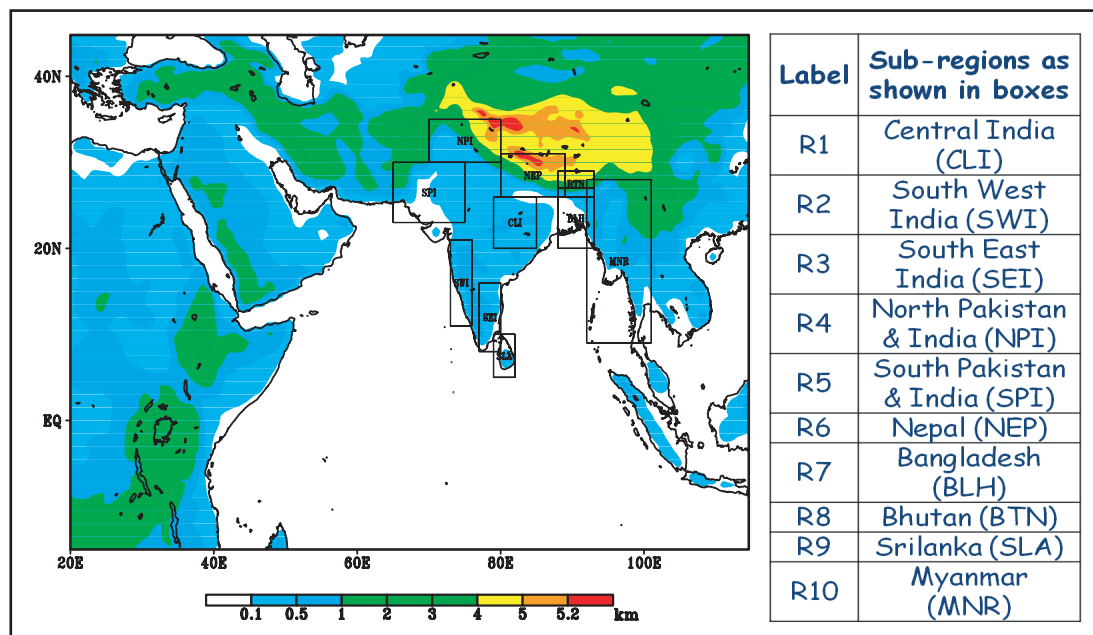 40N
20N
EQ
20E
40E
60E
80E
100E
NPI
SPI
NEP
BTN
CLI
BLH
MNR
SWI
SEI
SLA
0.1 0.5 1 2 3 4 5 5.2 km
Label
Sub-regions as
shown in boxes
R1
Central India
(CLI)
R2
South West
India (SWI)
R3
South East
India (SEI)
R4
North Pakistan
& India (NPI)
R5
South Pakistan
& India (SPI)
R6
Nepal (NEP)
R7
Bangladesh
(BLH)
R8
Bhutan (BTN)
R9
Srilanka (SLA)
R10
Myanmar
(MNR)